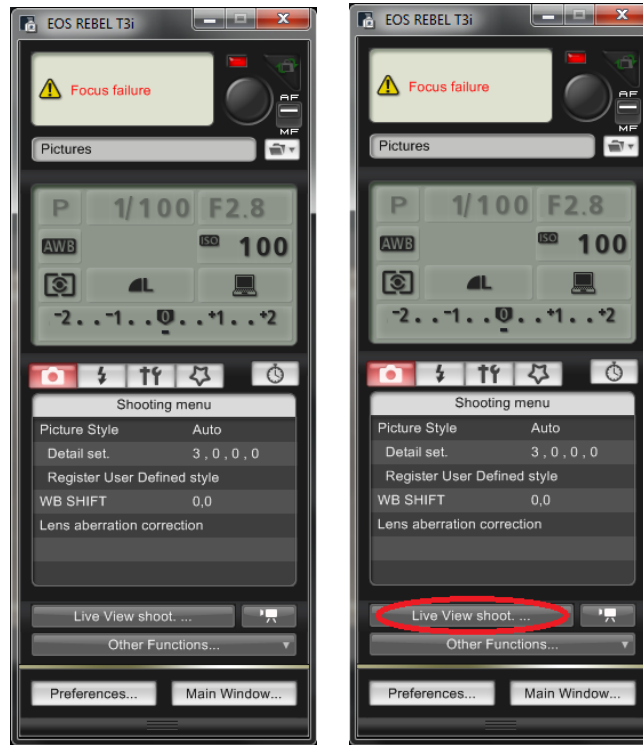 EOS REBEL T3i
Focus failure
AF
MF
Pictures
P 1/100 F2.8
AWB ISO 100
L
-2. . -1. . 0. . +1. . +2
Shooting menu
Picture Style Auto
Detail set. 3 , 0 , 0 , 0
Register User Defined style
WB SHIFT 0,0
Lens aberration correction
Live View shoot. ...
Other Functions...
Preferences... Main Window...
EOS REBEL T3i
Focus failure
AF
MF
Pictures
P 1/100 F2.8
AWB ISO 100
L
-2. . -1. . 0. . +1. . +2
Shooting menu
Picture Style Auto
Detail set. 3 , 0 , 0 , 0
Register User Defined style
WB SHIFT 0,0
Lens aberration correction
Live View shoot. ...
Other Functions...
Preferences... Main Window...